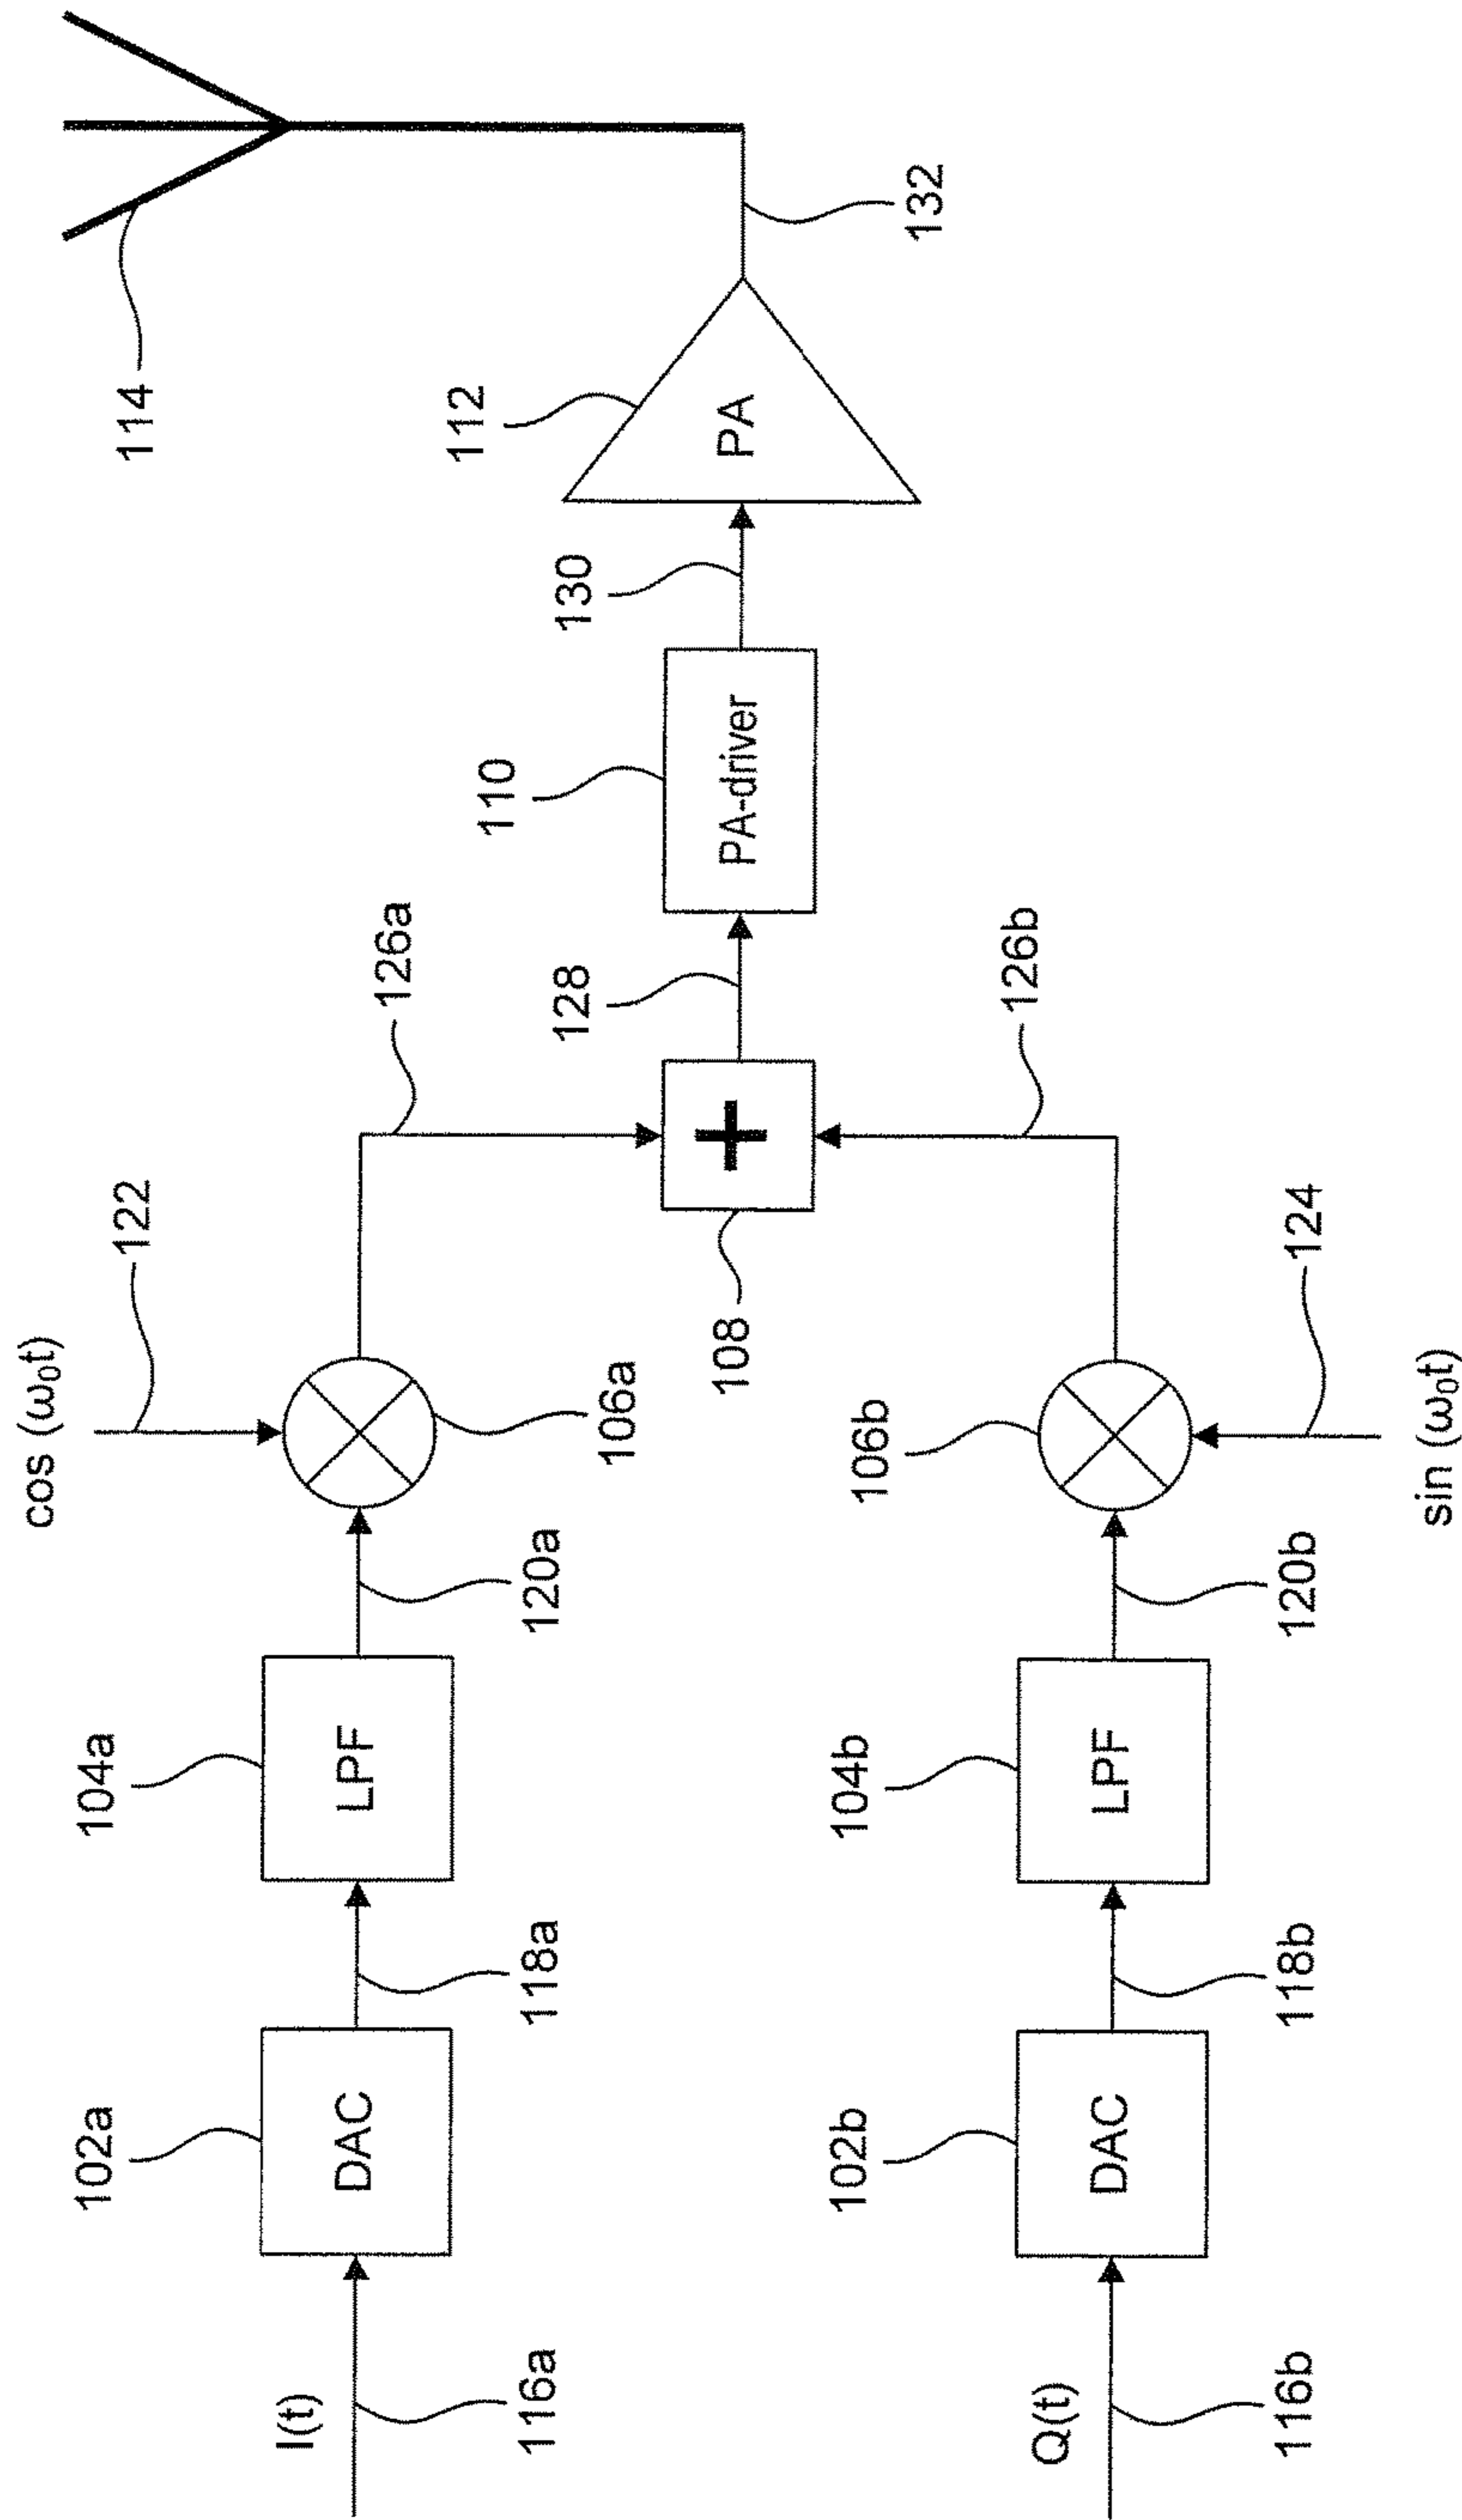 cos (ω₀t)
122
114
I(t)
116a
102a
DAC
118a
104a
LPF
120a
106a
126a
108
+
128
110
PA-driver
130
112
PA
132
Q(t)
116b
102b
DAC
118b
104b
LPF
120b
106b
126b
124
sin (ω₀t)